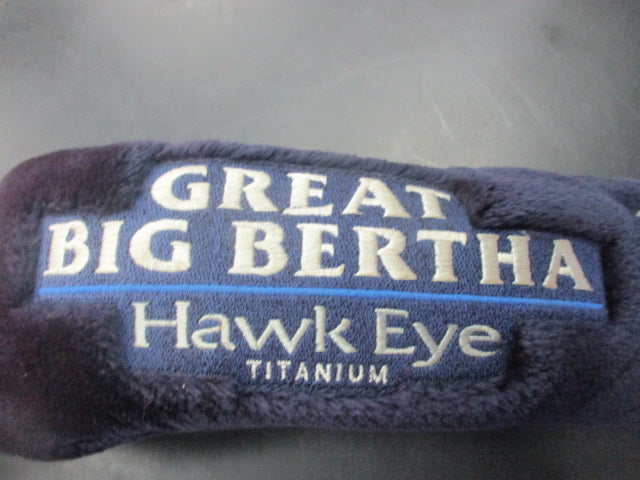 GREAT
BIG BERTHA
Hawk Eye
TITANIUM